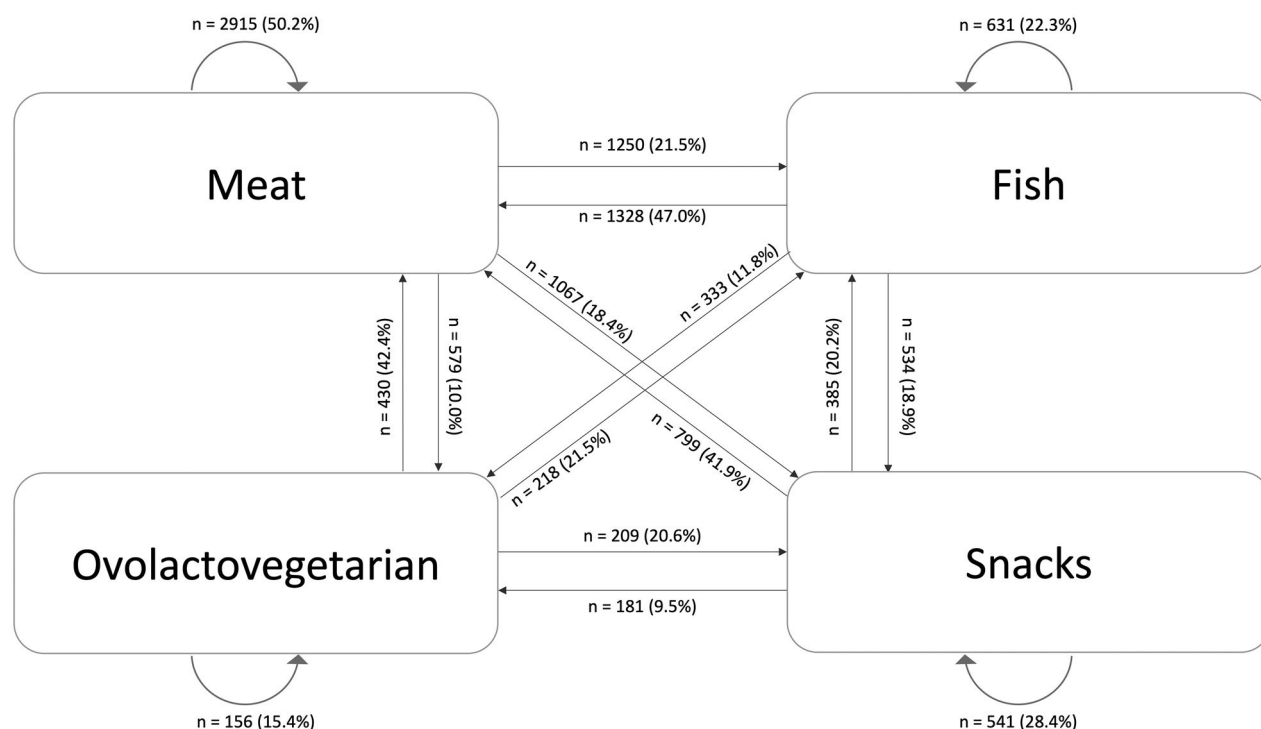 n = 2915 (50.2%)
n = 631 (22.3%)
Meat
n = 1250 (21.5%)
Fish
n = 1328 (47.0%)
n = 1067 (18.4%)
n = 333 (11.8%)
n = 430 (42.4%)
n = 579 (10.0%)
n = 385 (20.2%)
n = 534 (18.9%)
n = 218 (21.5%)
n = 799 (41.9%)
Ovolactovegetarian
n = 209 (20.6%)
Snacks
n = 181 (9.5%)
n = 156 (15.4%)
n = 541 (28.4%)